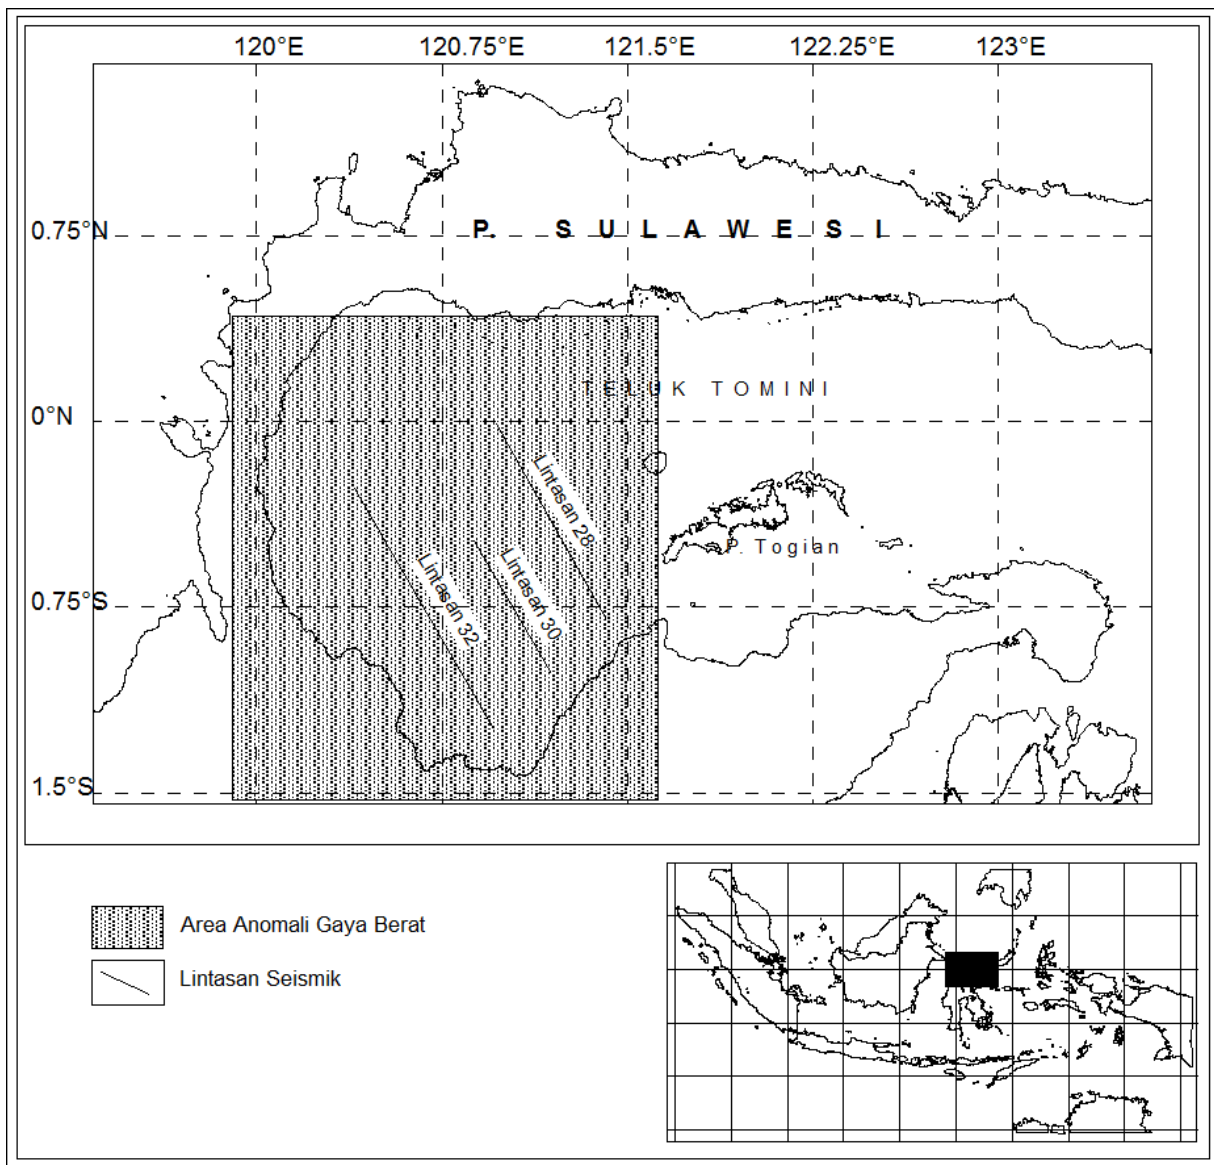 120°E 120.75°E 121.5°E 122.25°E 123°E
0.75°N
P. SULAWESI
TELUK TOMINI
0°N
Lintasan 28
P. Togian
Lintasan 30
Lintasan 32
0.75°S
1.5°S
Area Anomali Gaya Berat
Lintasan Seismik